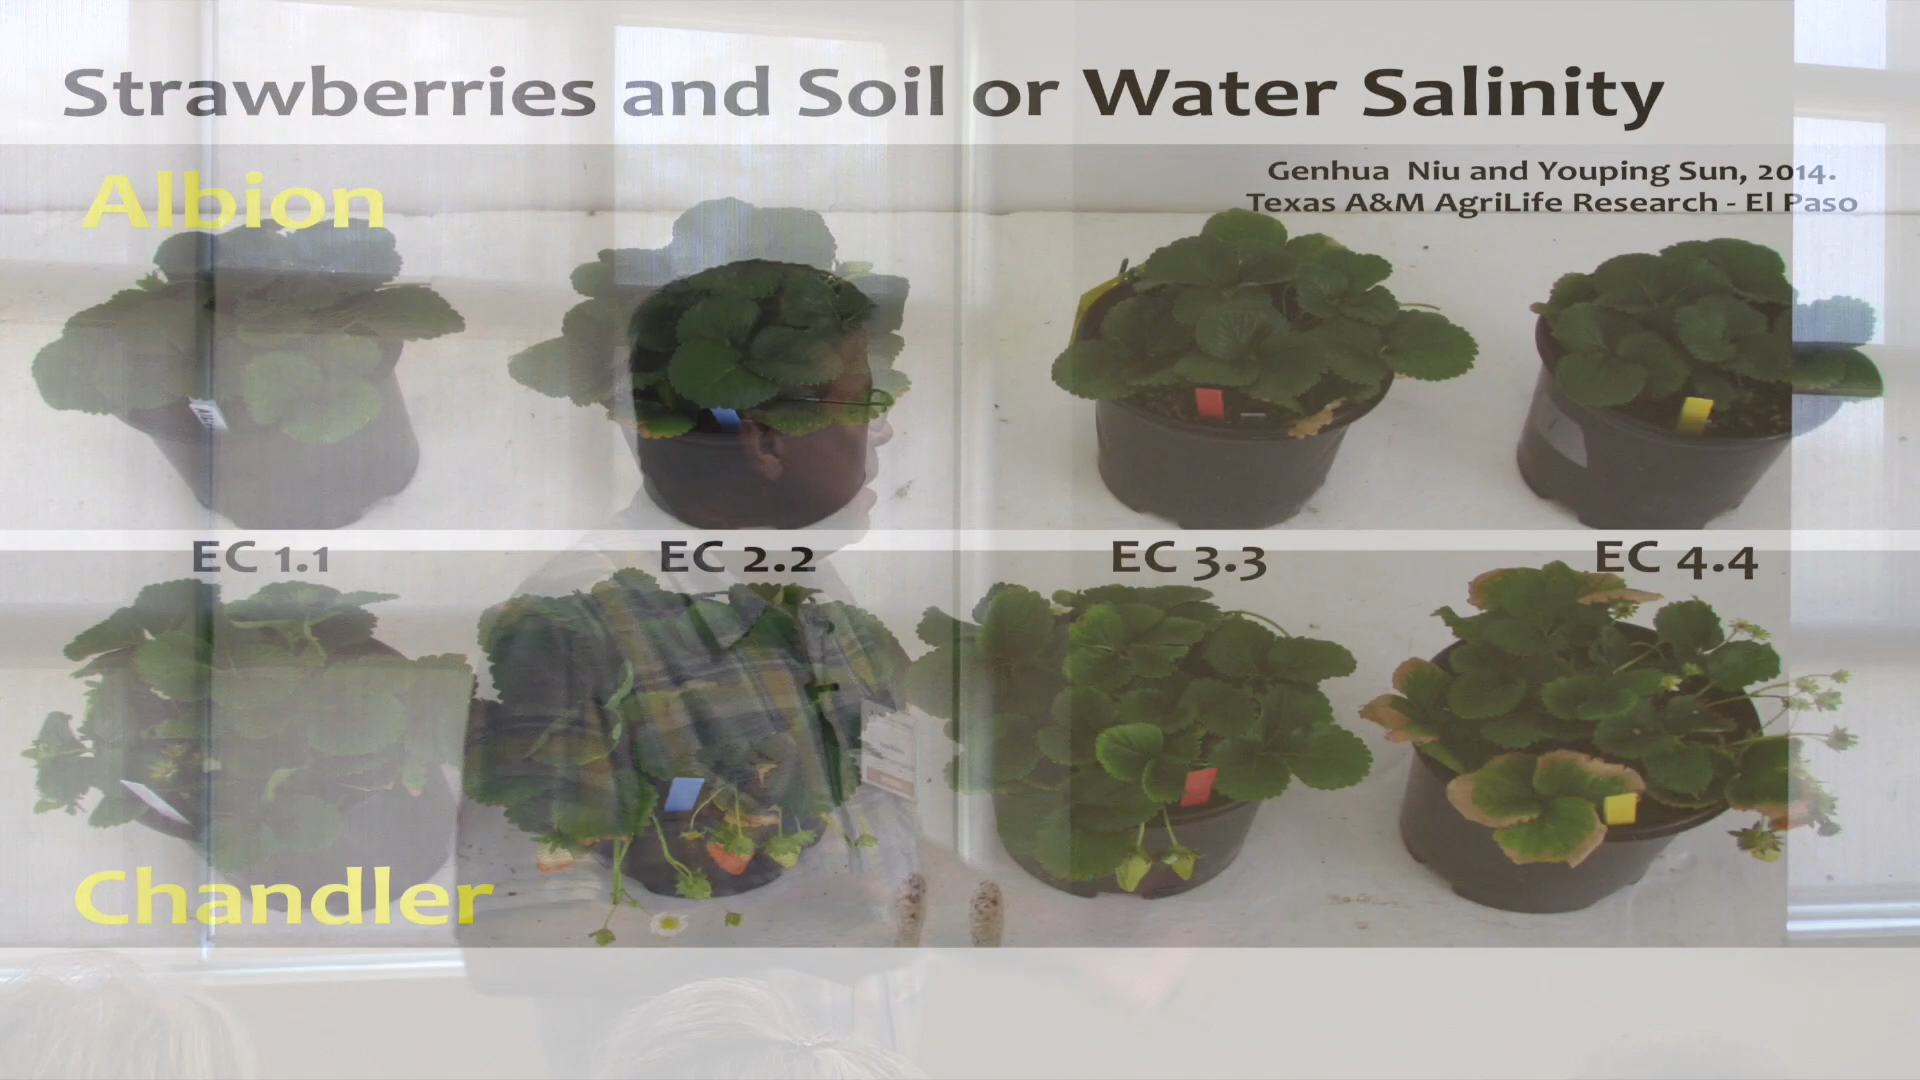 Strawberries and Soil or Water Salinity
Albion
Genhua Niu and Youping Sun, 2014.
Texas A&M AgriLife Research - El Paso
EC 1.1
EC 2.2
EC 3.3
EC 4.4
Chandler